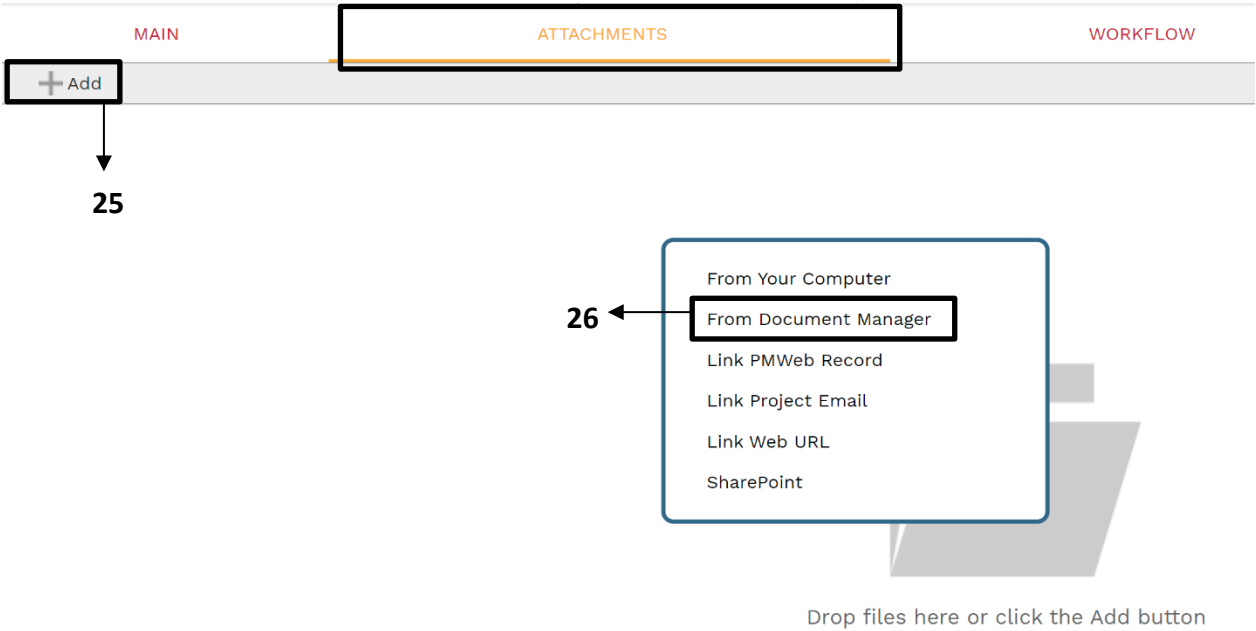 MAIN ATTACHMENTS WORKFLOW
Add
25
From Your Computer
26 From Document Manager
Link PMWeb Record
Link Project Email
Link Web URL
SharePoint
Drop files here or click the Add button